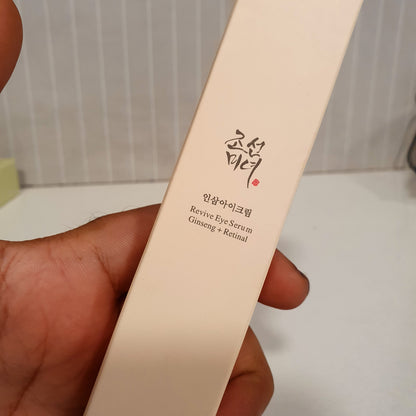 조선
미녀
인삼아이크림
Revive Eye Serum
Ginseng + Retinal